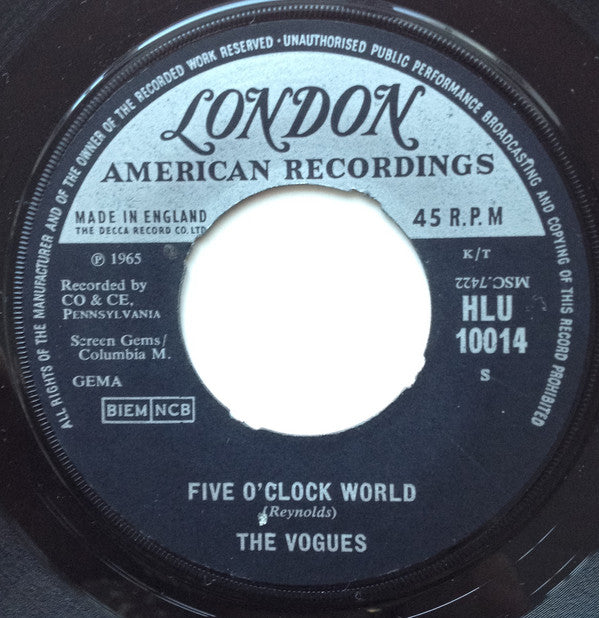 ALL RIGHTS OF THE MANUFACTURER AND OF THE OWNER OF THE RECORDED WORK RESERVED · UNAUTHORISED PUBLIC PERFORMANCE BROADCASTING AND COPYING OF THIS RECORD PROHIBITED
LONDON
AMERICAN RECORDINGS
MADE IN ENGLAND
THE DECCA RECORD CO. LTD.
45 R.P.M
℗ 1965
Recorded by
CO & CE,
PENNSYLVANIA
Screen Gems/
Columbia M.
GEMA
BIEM NCB
K/T
MSC.7422
HLU
10014
S
FIVE O'CLOCK WORLD
(Reynolds)
THE VOGUES